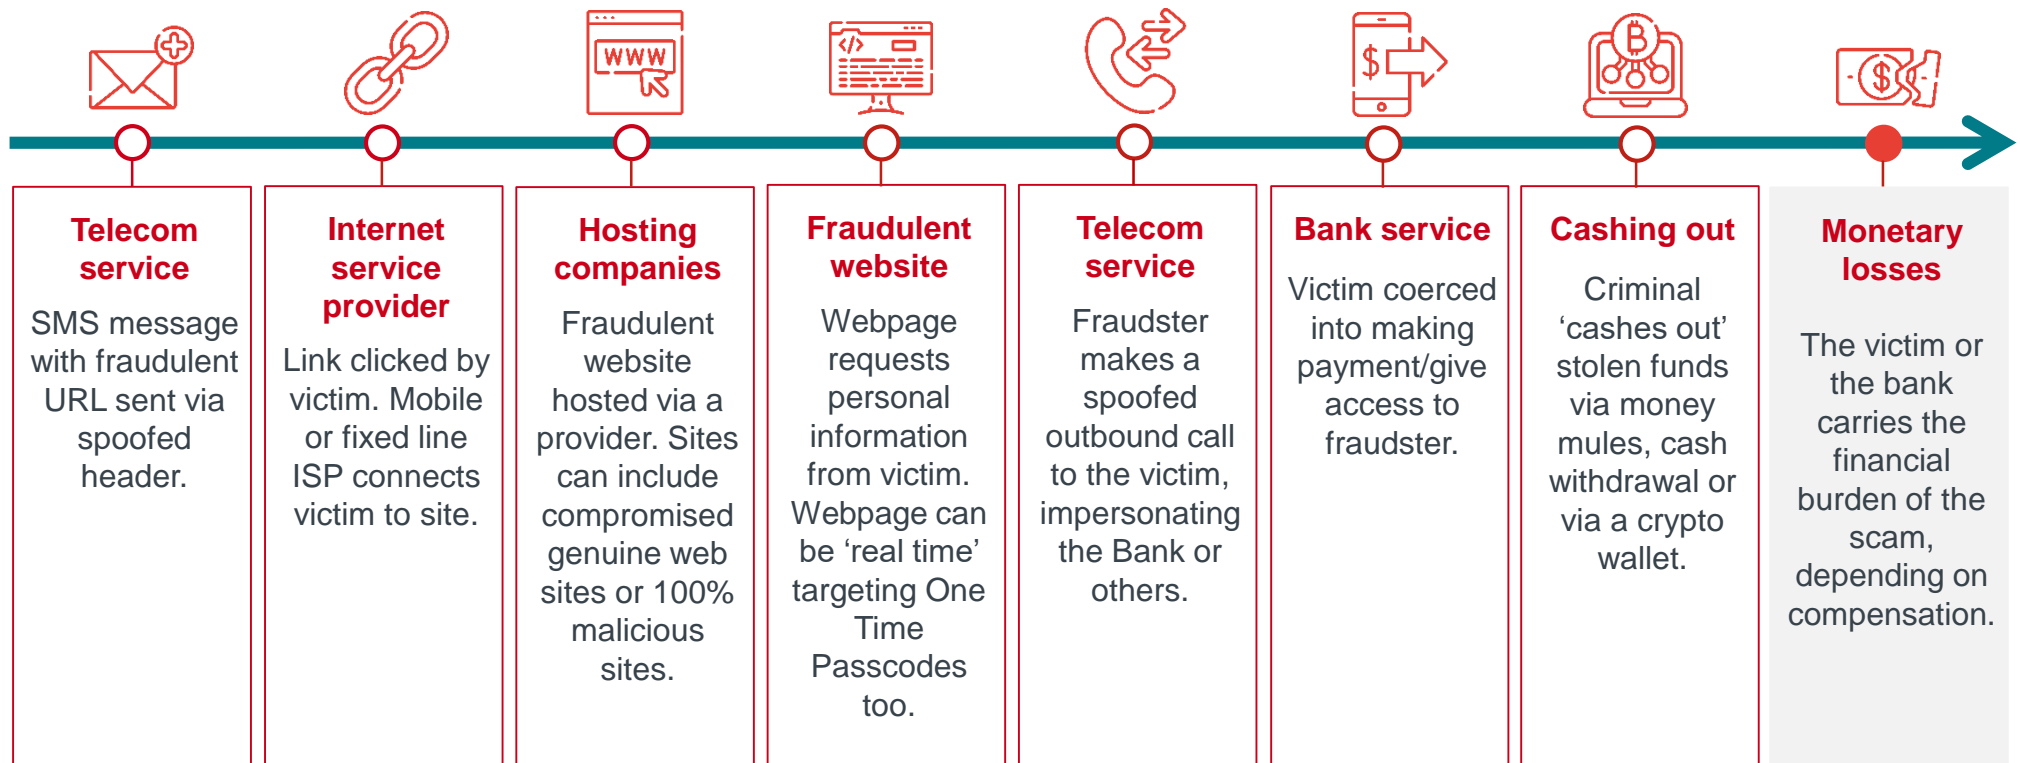 WWW
</>
$
B
$
Telecom
service
SMS message
with fraudulent
URL sent via
spoofed
header.
Internet
service
provider
Link clicked by
victim. Mobile
or fixed line
ISP connects
victim to site.
Hosting
companies
Fraudulent
website
hosted via a
provider. Sites
can include
compromised
genuine web
sites or 100%
malicious
sites.
Fraudulent
website
Webpage
requests
personal
information
from victim.
Webpage can
be ‘real time’
targeting One
Time
Passcodes
too.
Telecom
service
Fraudster
makes a
spoofed
outbound call
to the victim,
impersonating
the Bank or
others.
Bank service
Victim coerced
into making
payment/give
access to
fraudster.
Cashing out
Criminal
‘cashes out’
stolen funds
via money
mules, cash
withdrawal or
via a crypto
wallet.
Monetary
losses
The victim or
the bank
carries the
financial
burden of the
scam,
depending on
compensation.